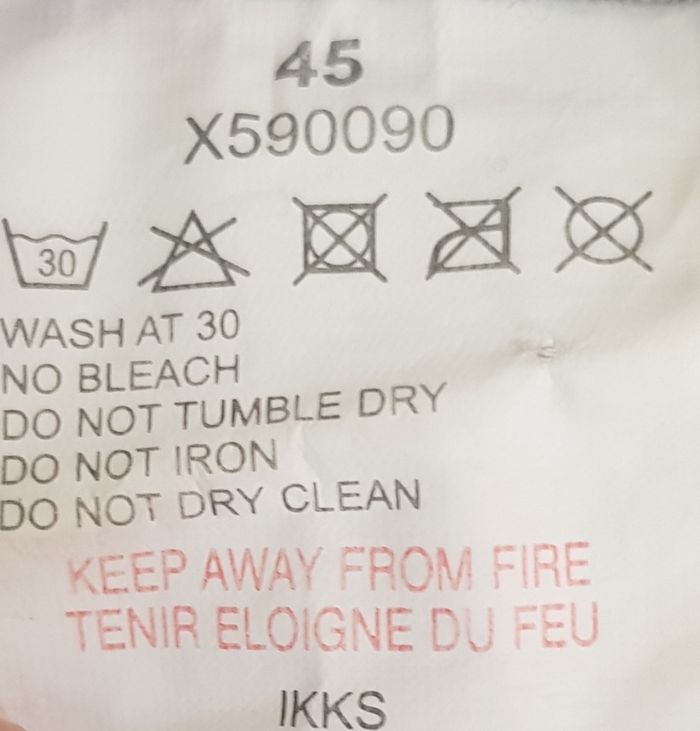 45
X590090
30
WASH AT 30
NO BLEACH
DO NOT TUMBLE DRY
DO NOT IRON
DO NOT DRY CLEAN
KEEP AWAY FROM FIRE
TENIR ELOIGNE DU FEU
IKKS